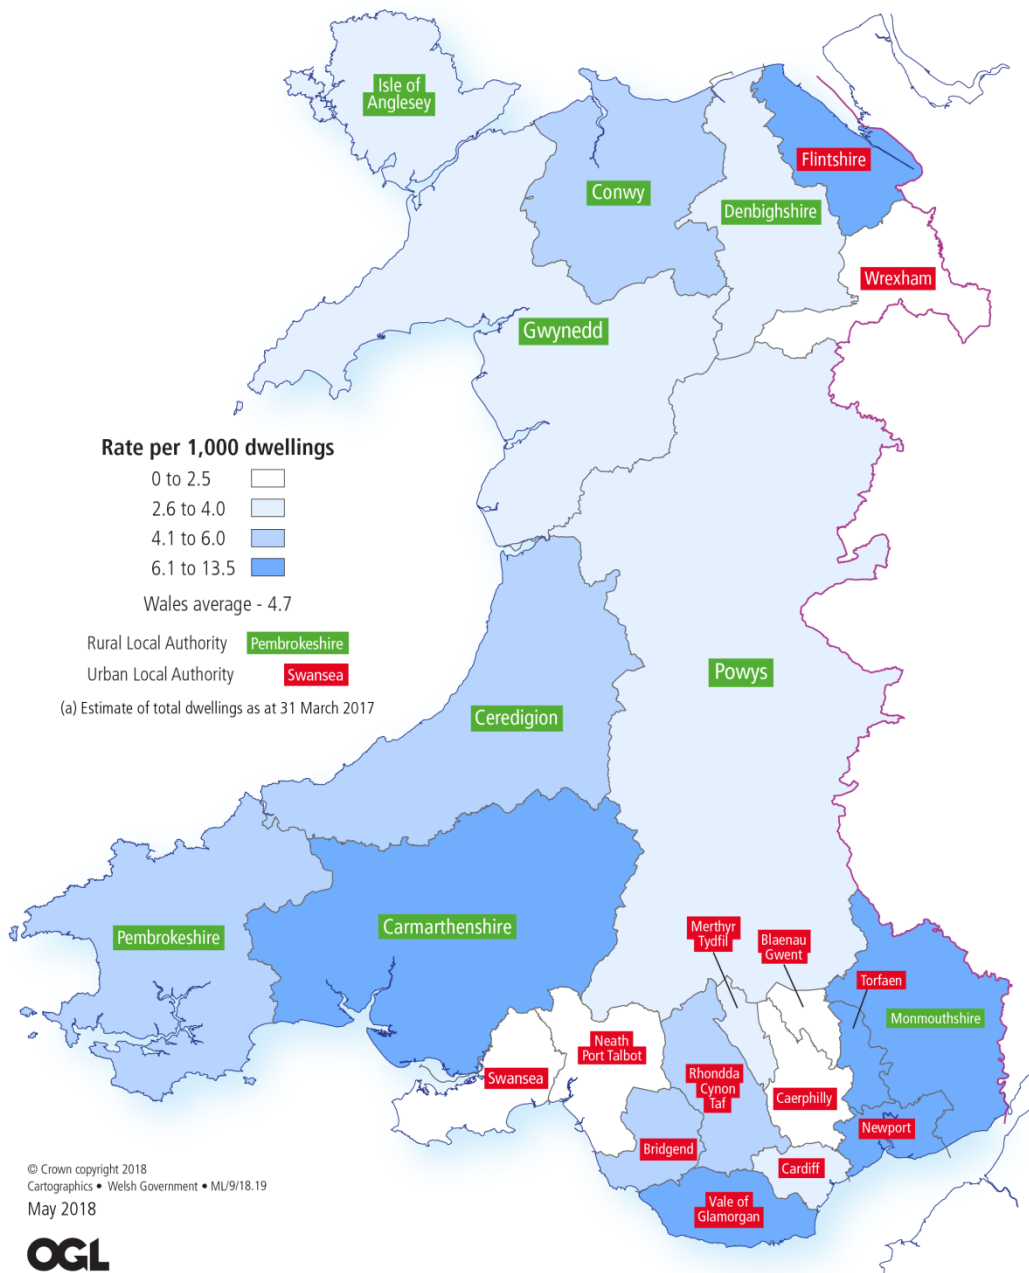 Isle of
Anglesey
Flintshire
Conwy
Denbighshire
Wrexham
Gwynedd
Rate per 1,000 dwellings
0 to 2.5
2.6 to 4.0
4.1 to 6.0
6.1 to 13.5
Wales average - 4.7
Rural Local Authority Pembrokeshire
Urban Local Authority Swansea
(a) Estimate of total dwellings as at 31 March 2017
Powys
Ceredigion
Pembrokeshire
Carmarthenshire
Merthyr
Tydfil
Blaenau
Gwent
Torfaen
Monmouthshire
Swansea
Neath
Port Talbot
Rhondda
Cynon
Taf
Caerphilly
Newport
Bridgend
Cardiff
Vale of
Glamorgan
© Crown copyright 2018
Cartographics • Welsh Government • ML/9/18.19
May 2018
OGL